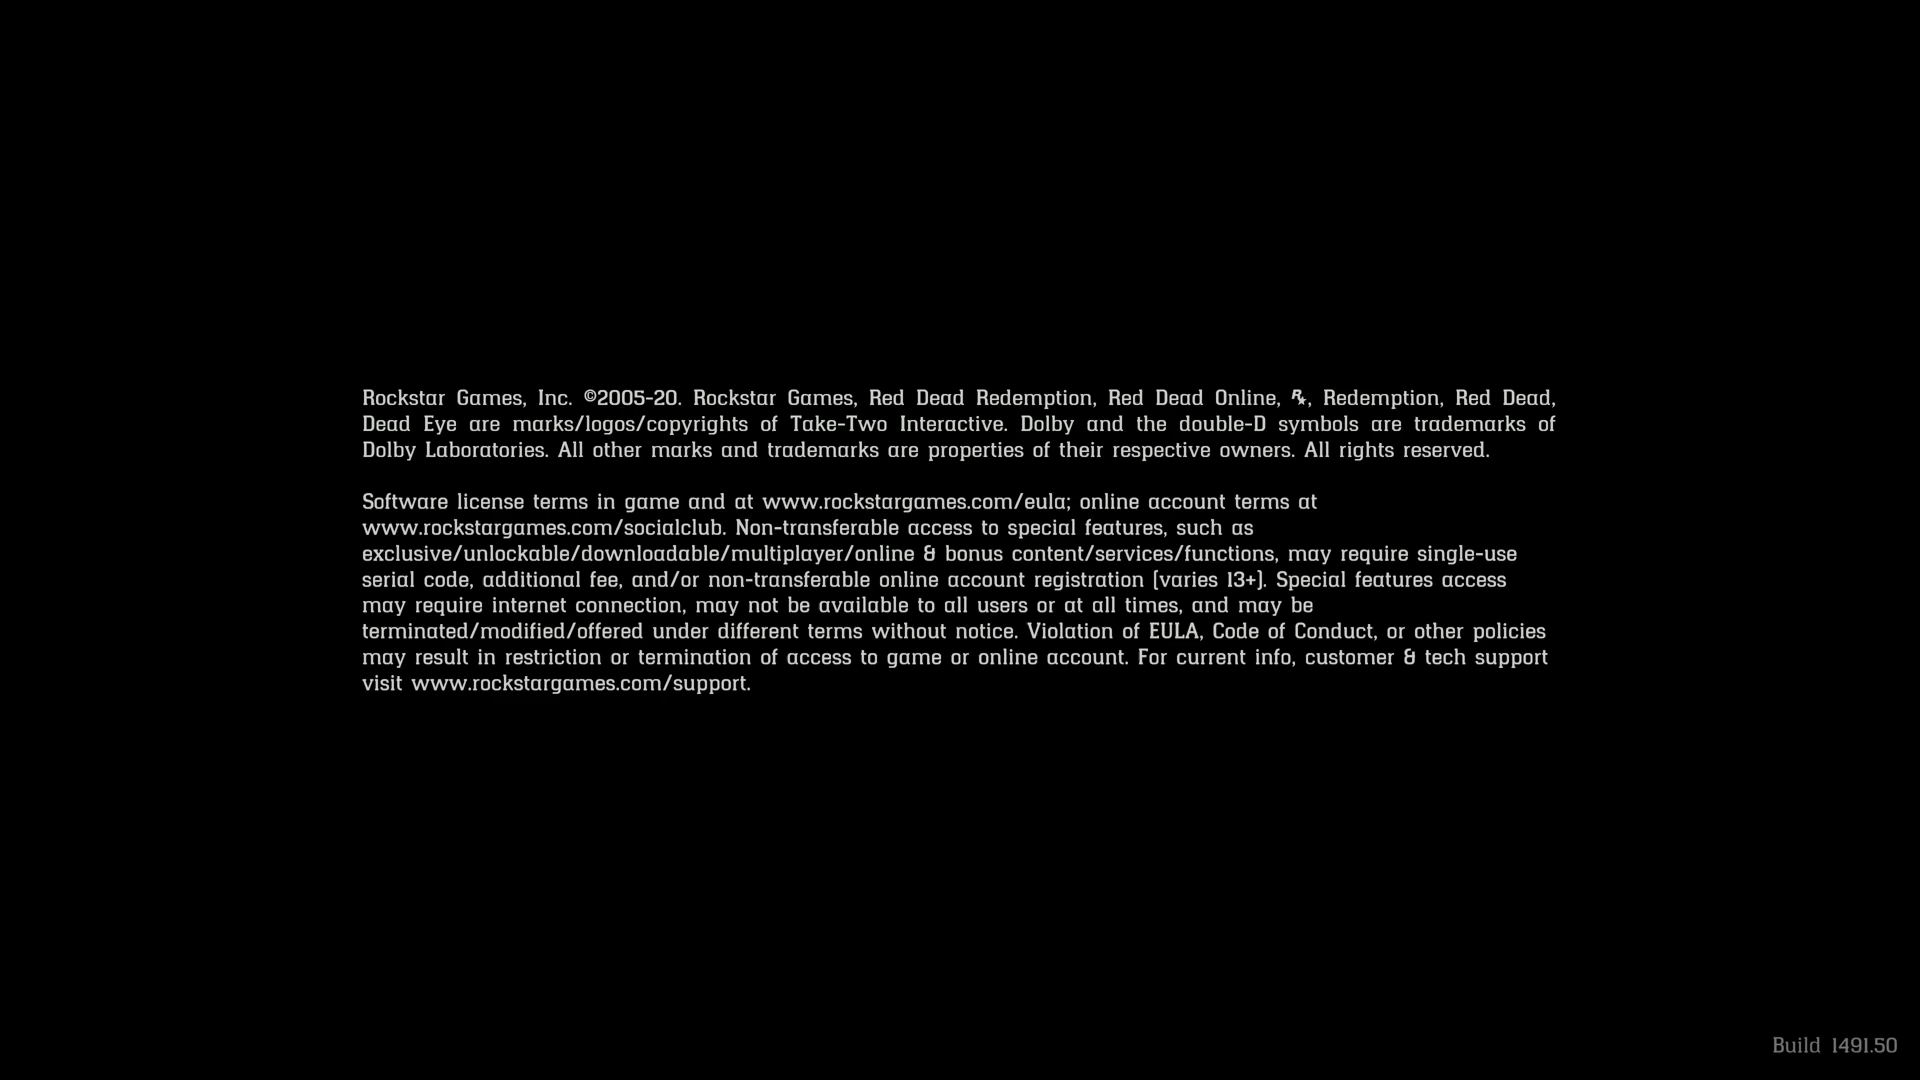 Rockstar Games, Inc. ©2005-20. Rockstar Games, Red Dead Redemption, Red Dead Online, R★, Redemption, Red Dead,
Dead Eye are marks/logos/copyrights of Take-Two Interactive. Dolby and the double-D symbols are trademarks of
Dolby Laboratories. All other marks and trademarks are properties of their respective owners. All rights reserved.
Software license terms in game and at www.rockstargames.com/eula; online account terms at
www.rockstargames.com/socialclub. Non-transferable access to special features, such as
exclusive/unlockable/downloadable/multiplayer/online & bonus content/services/functions, may require single-use
serial code, additional fee, and/or non-transferable online account registration (varies 13+). Special features access
may require internet connection, may not be available to all users or at all times, and may be
terminated/modified/offered under different terms without notice. Violation of EULA, Code of Conduct, or other policies
may result in restriction or termination of access to game or online account. For current info, customer & tech support
visit www.rockstargames.com/support.
Build 1491.50